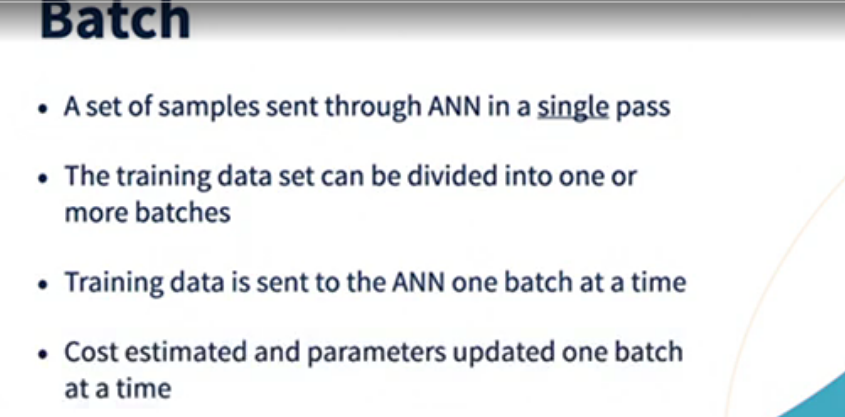 Batch
• A set of samples sent through ANN in a single pass
• The training data set can be divided into one or
more batches
• Training data is sent to the ANN one batch at a time
• Cost estimated and parameters updated one batch
at a time